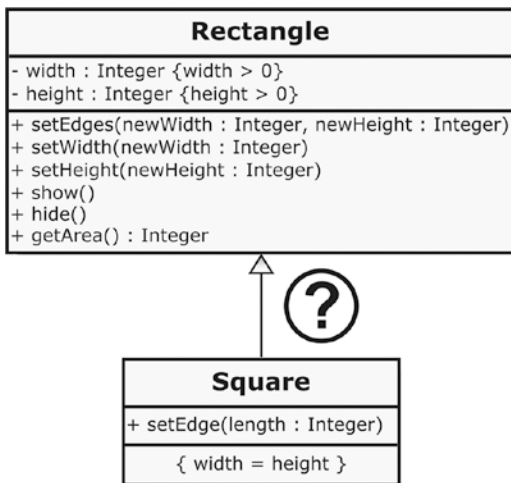 Rectangle
- width : Integer {width > 0}
- height : Integer {height > 0}
+ setEdges(newWidth : Integer, newHeight : Integer)
+ setWidth(newWidth : Integer)
+ setHeight(newHeight : Integer)
+ show()
+ hide()
+ getArea() : Integer
?
Square
+ setEdge(length : Integer)
{ width = height }